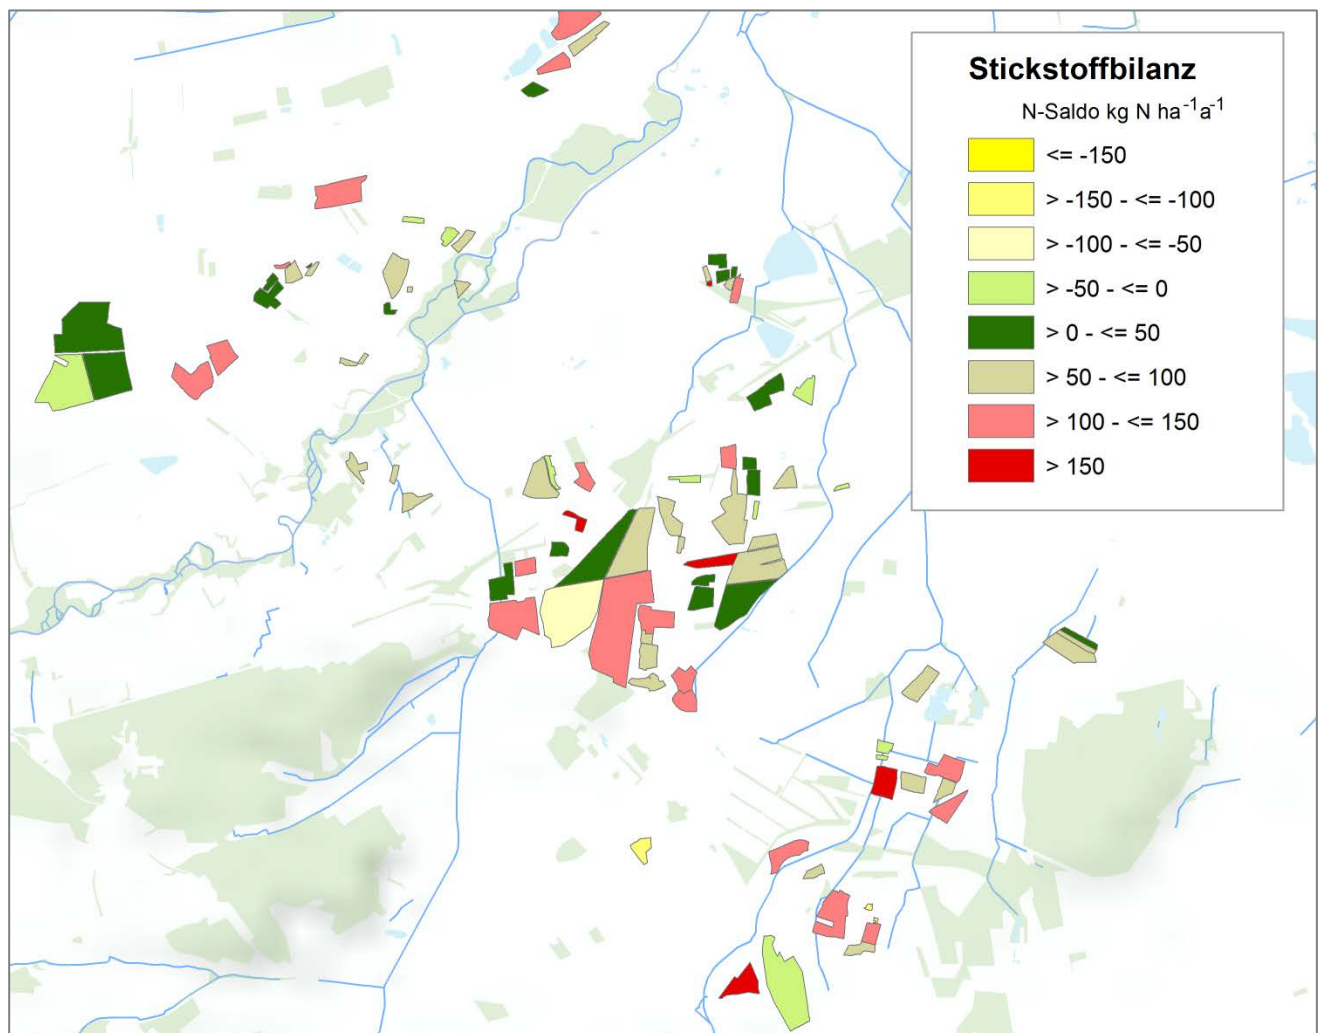 Stickstoffbilanz
N-Saldo kg N ha⁻¹a⁻¹
<= -150
> -150 - <= -100
> -100 - <= -50
> -50 - <= 0
> 0 - <= 50
> 50 - <= 100
> 100 - <= 150
> 150